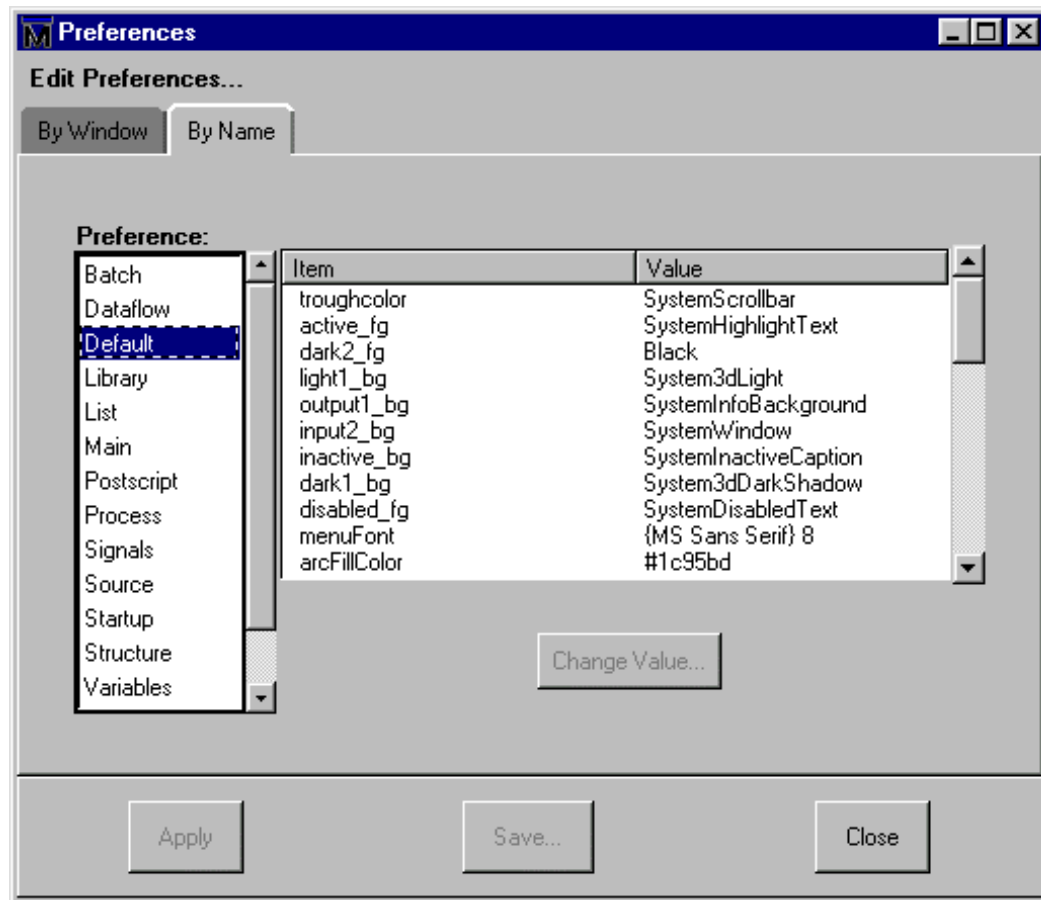 Preferences
Edit Preferences...
By Window By Name
Preference:
Batch
Dataflow
Default
Library
List
Main
Postscript
Process
Signals
Source
Startup
Structure
Variables
Item Value
troughcolor SystemScrollbar
active_fg SystemHighlightText
dark2_fg Black
light1_bg System3dLight
output1_bg SystemInfoBackground
input2_bg SystemWindow
inactive_bg SystemInactiveCaption
dark1_bg System3dDarkShadow
disabled_fg SystemDisabledText
menuFont {MS Sans Serif} 8
arcFillColor #1c95bd
Change Value...
Apply Save... Close